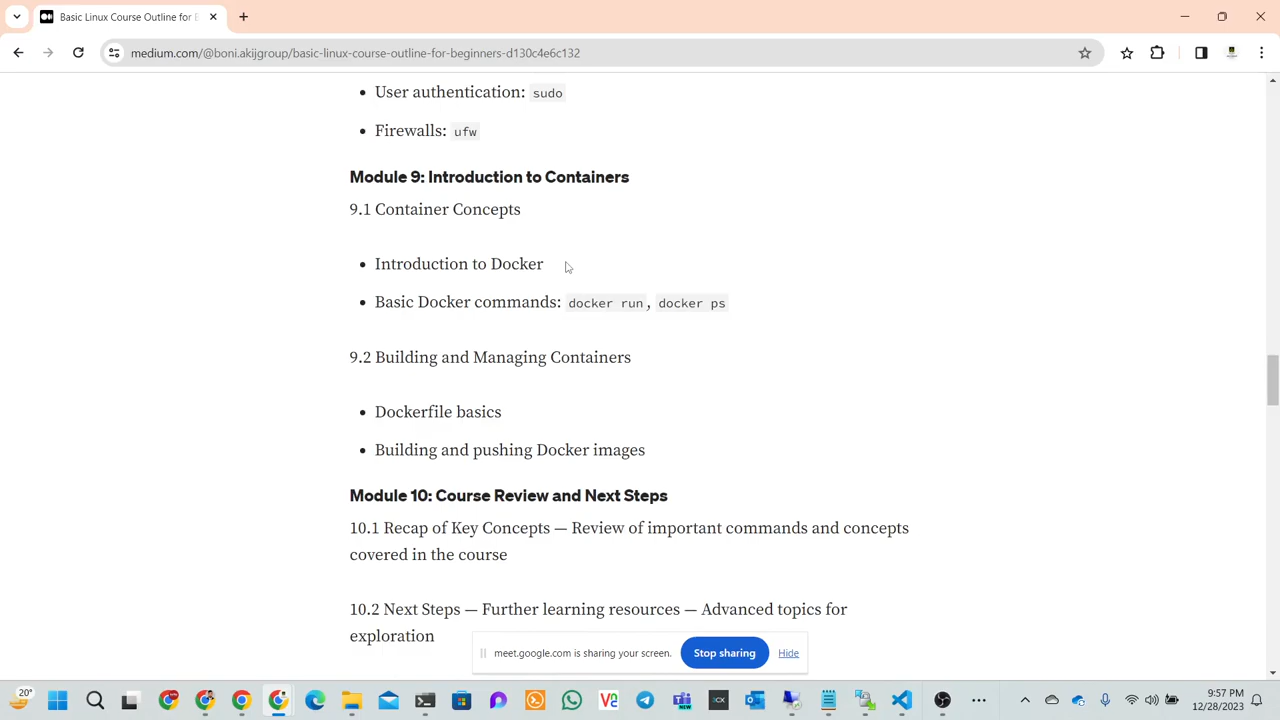 Basic Linux Course Outline for B
medium.com/@boni.akijgroup/basic-linux-course-outline-for-beginners-d130c4e6c132
• User authentication: sudo
• Firewalls: ufw
Module 9: Introduction to Containers
9.1 Container Concepts
• Introduction to Docker
• Basic Docker commands: docker run, docker ps
9.2 Building and Managing Containers
• Dockerfile basics
• Building and pushing Docker images
Module 10: Course Review and Next Steps
10.1 Recap of Key Concepts — Review of important commands and concepts
covered in the course
10.2 Next Steps — Further learning resources — Advanced topics for
exploration
meet.google.com is sharing your screen. Stop sharing Hide
20°
NEW
9:57 PM
12/28/2023